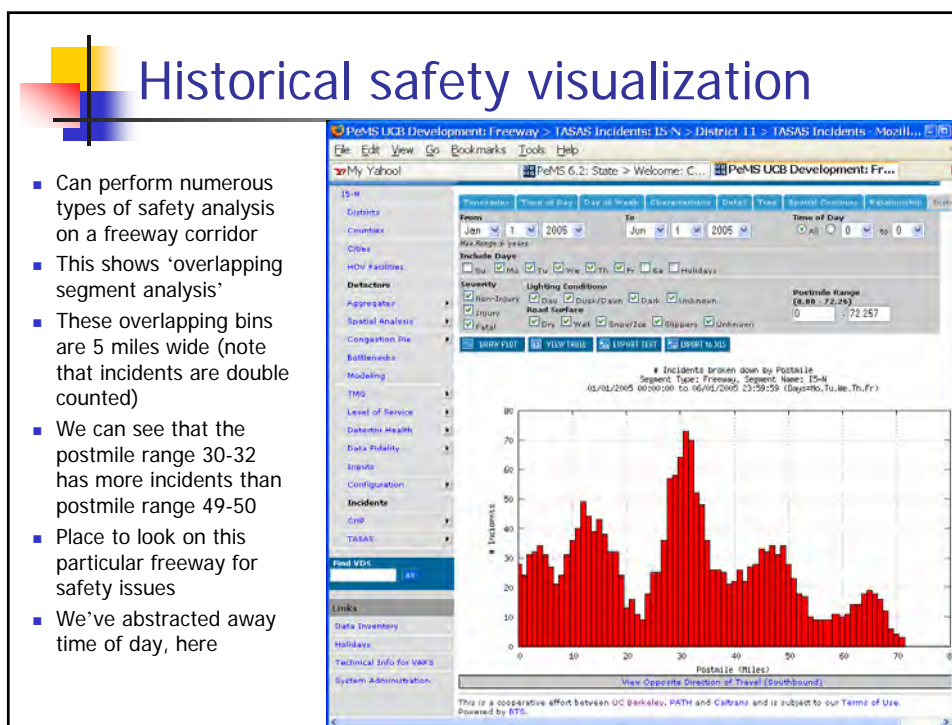 Historical safety visualization
Can perform numerous
types of safety analysis
on a freeway corridor
This shows ‘overlapping
segment analysis’
These overlapping bins
are 5 miles wide (note
that incidents are double
counted)
We can see that the
postmile range 30-32
has more incidents than
postmile range 49-50
Place to look on this
particular freeway for
safety issues
We’ve abstracted away
time of day, here
PeMS UCB Development: Freeway > TASAS Incidents: I5-N > District 11 > TASAS Incidents - Mozill...
File Edit View Go Bookmarks Tools Help
My Yahoo! PeMS 6.2: State > Welcome: C... PeMS UCB Development: Fr...
I5-N
Districts
Counties
Cities
HOV Facilities
Detectors
Aggregates
Spatial Analysis
Congestion Pie
Bottlenecks
Modeling
TMG
Level of Service
Detector Health
Data Fidelity
Inputs
Configuration
Incidents
CHP
TASAS
Find VDS
Links
Data Inventory
Holidays
Technical Info for VARS
System Administration
Timeseries Time of Day Day of Week Characteristics Detail Tree Spatial Contours Relationship
From To Time of Day
Jan 1 2005 Jun 1 2005 All 0 to 0
Max Range: 6 years
Include Days
Su Mo Tu We Th Fr Sa Holidays
Severity Lighting Conditions
Non-Injury Day Dusk/Dawn Dark Unknown
Injury Road Surface
Fatal Dry Wet Snow/Ice Slippery Unknown
Postmile Range
(0.00 - 72.26)
0 - 72.257
DRAW PLOT VIEW TABLE EXPORT TEXT EXPORT to XLS
# Incidents broken down by Postmile
Segment Type: Freeway, Segment Name: I5-N
01/01/2005 00:00:00 to 06/01/2005 23:59:59 (Days=Mo,Tu,We,Th,Fr)
80
70
60
50
40
30
20
10
0
# Incidents
0 10 20 30 40 50 60 70
Postmile (Miles)
View Opposite Direction of Travel (Southbound)
This is a cooperative effort between UC Berkeley, PATH and Caltrans and is subject to our Terms of Use.
Powered by BTS.